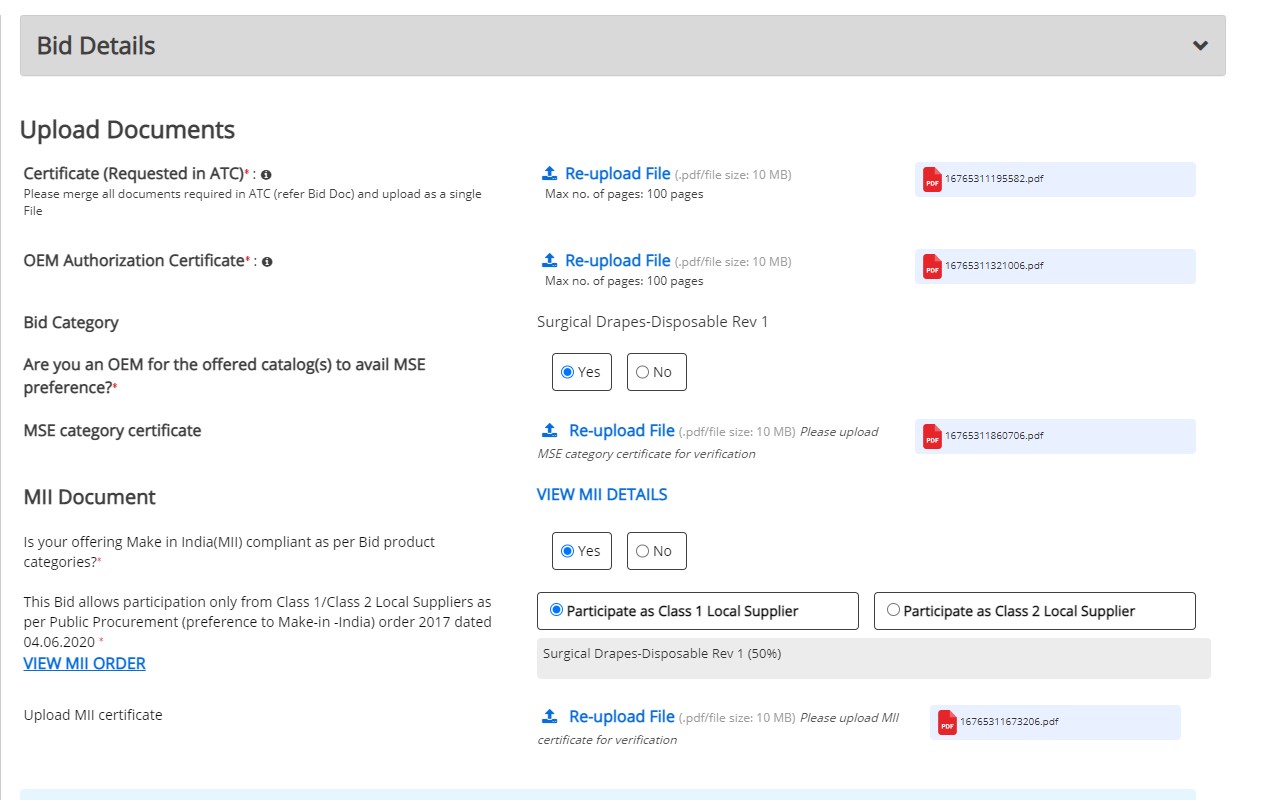 Bid Details
Upload Documents
Certificate (Requested in ATC)* :
Please merge all documents required in ATC (refer Bid Doc) and upload as a single
File
Re-upload File (.pdf/file size: 10 MB)
Max no. of pages: 100 pages
PDF 16765311195582.pdf
OEM Authorization Certificate* :
Re-upload File (.pdf/file size: 10 MB)
Max no. of pages: 100 pages
PDF 16765311321006.pdf
Bid Category
Surgical Drapes-Disposable Rev 1
Are you an OEM for the offered catalog(s) to avail MSE
preference?*
Yes No
MSE category certificate
Re-upload File (.pdf/file size: 10 MB) Please upload
MSE category certificate for verification
PDF 16765311860706.pdf
MII Document
VIEW MII DETAILS
Is your offering Make in India(MII) compliant as per Bid product
categories?*
Yes No
This Bid allows participation only from Class 1/Class 2 Local Suppliers as
per Public Procurement (preference to Make-in -India) order 2017 dated
04.06.2020 *
VIEW MII ORDER
Participate as Class 1 Local Supplier Participate as Class 2 Local Supplier
Surgical Drapes-Disposable Rev 1 (50%)
Upload MII certificate
Re-upload File (.pdf/file size: 10 MB) Please upload MII
certificate for verification
PDF 16765311673206.pdf